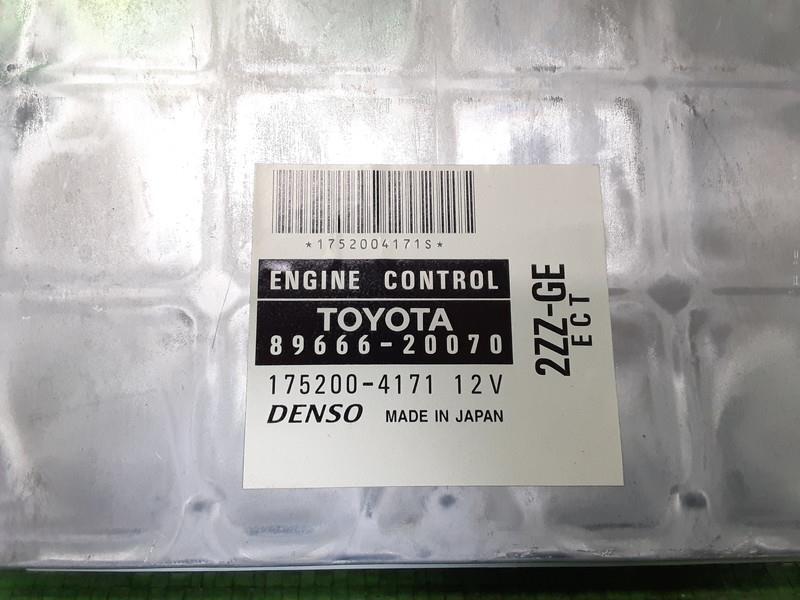 *1752004171S*
ENGINE CONTROL
TOYOTA
89666-20070
175200-4171 12V
DENSO MADE IN JAPAN
2ZZ-GE
ECT